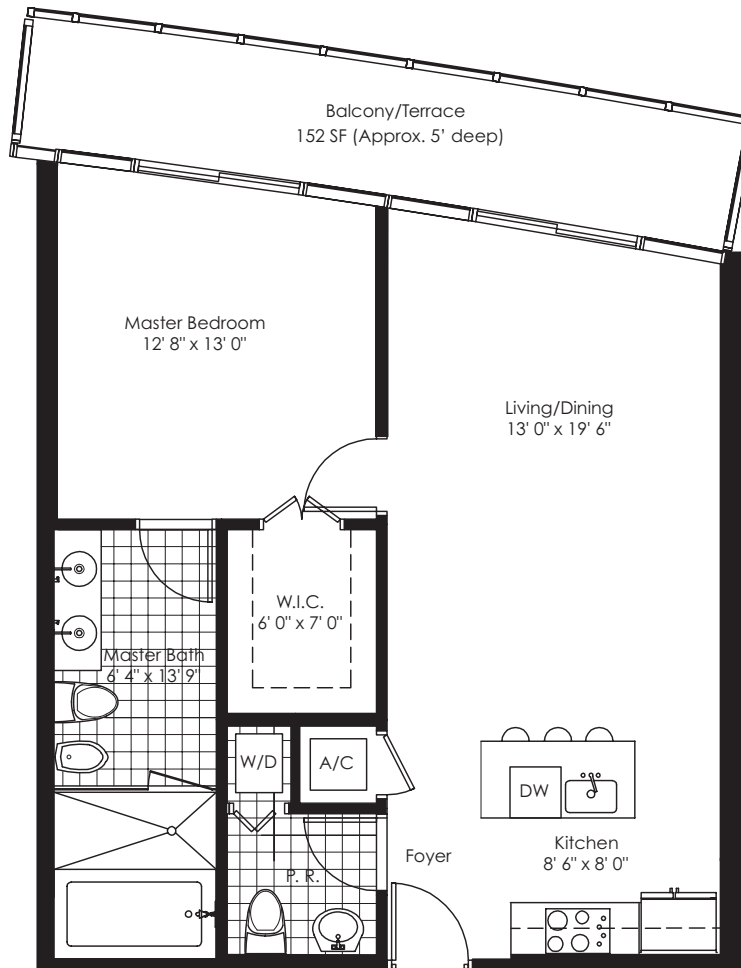 Balcony/Terrace
152 SF (Approx. 5’ deep)
Master Bedroom
12' 8" x 13' 0"
Living/Dining
13' 0" x 19' 6"
W.I.C.
6' 0" x 7' 0"
Master Bath
6' 4" x 13' 9"
W/D
A/C
DW
Kitchen
8' 6" x 8' 0"
Foyer
P. R.